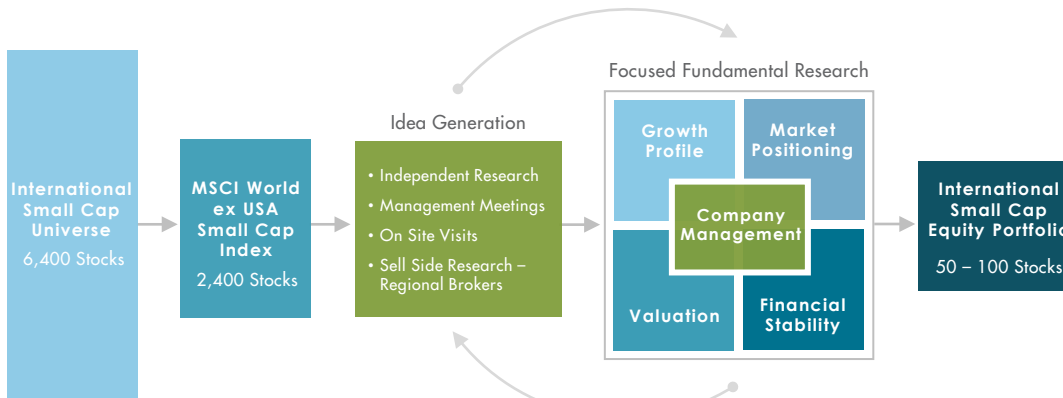 International
Small Cap
Universe
6,400 Stocks
MSCI World
ex USA
Small Cap
Index
2,400 Stocks
Idea Generation
• Independent Research
• Management Meetings
• On Site Visits
• Sell Side Research –
Regional Brokers
Focused Fundamental Research
Growth
Profile
Market
Positioning
Company
Management
Valuation
Financial
Stability
International
Small Cap
Equity Portfolio
50 – 100 Stocks